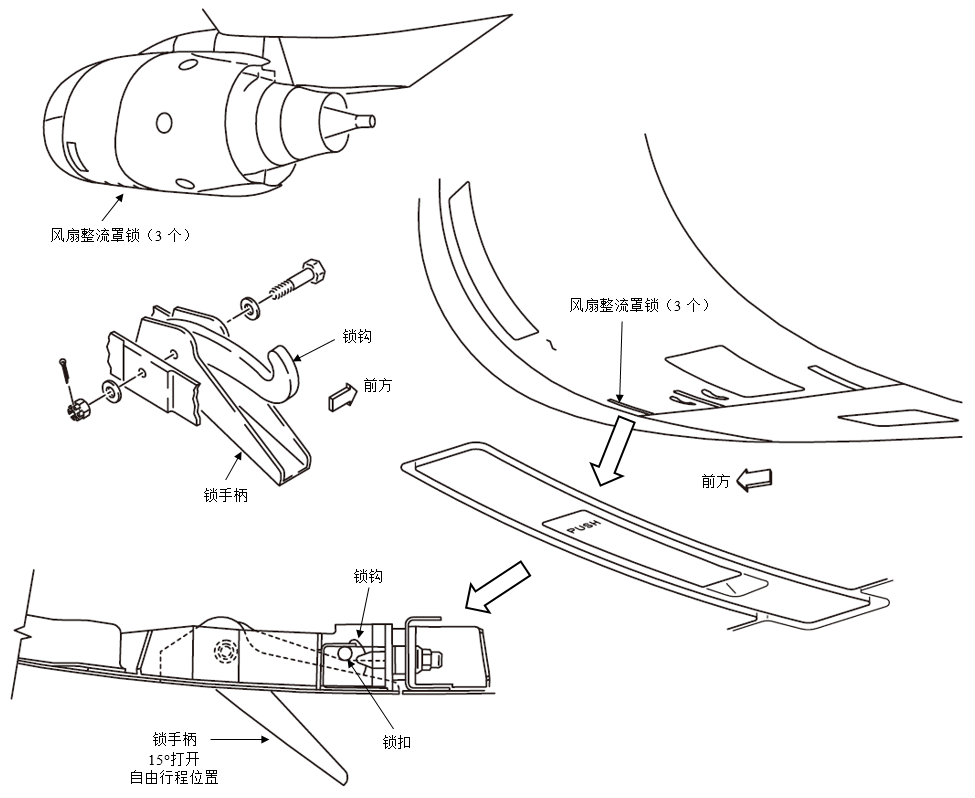 风扇整流罩锁（3 个）
风扇整流罩锁（3 个）
锁钩
前方
锁手柄
前方
PUSH
锁钩
锁手柄
15°打开
自由行程位置
锁扣